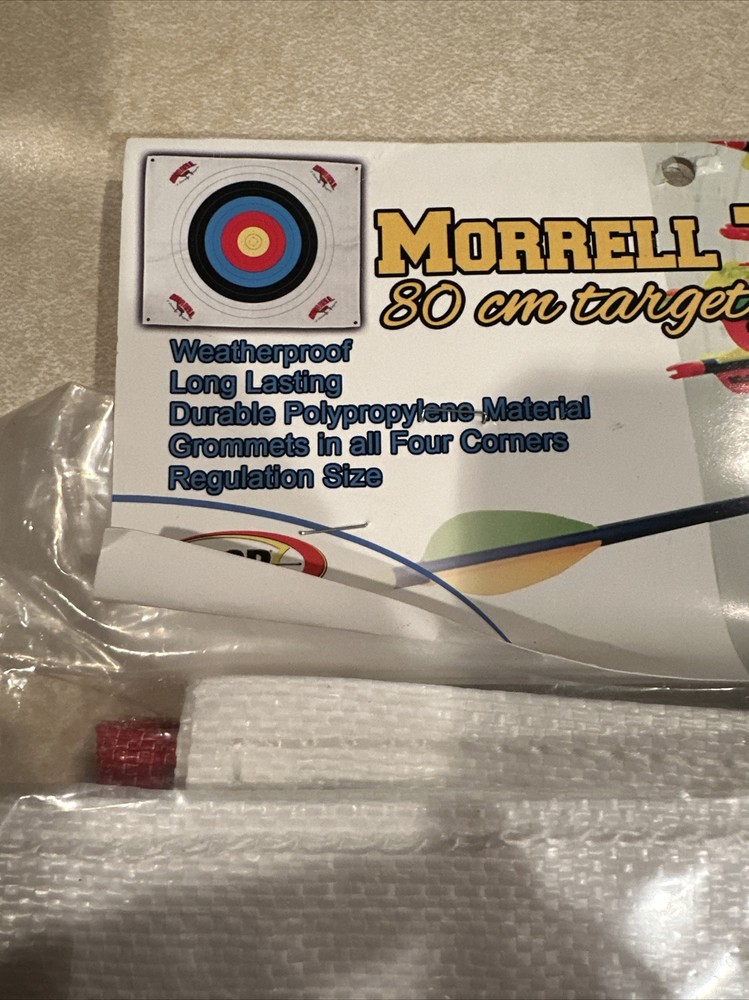 MORRELL
80 cm target
Weatherproof
Long Lasting
Durable Polypropylene Material
Grommets in all Four Corners
Regulation Size